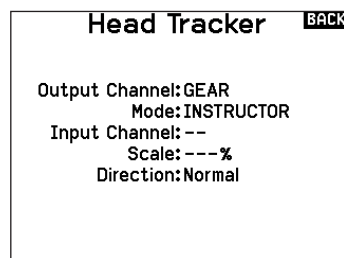 Head Tracker BACK
Output Channel:GEAR
Mode:INSTRUCTOR
Input Channel:--
Scale:---%
Direction:Normal